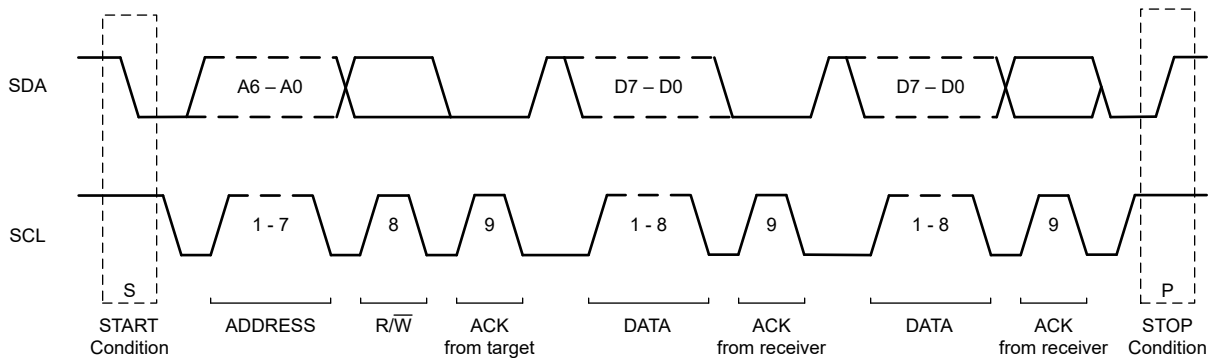 SDA
A6 – A0
D7 – D0
D7 – D0
SCL
1 - 7
8
9
1 - 8
9
1 - 8
9
S
P
START
Condition
ADDRESS
R/W̅
ACK
from target
DATA
ACK
from receiver
DATA
ACK
from receiver
STOP
Condition